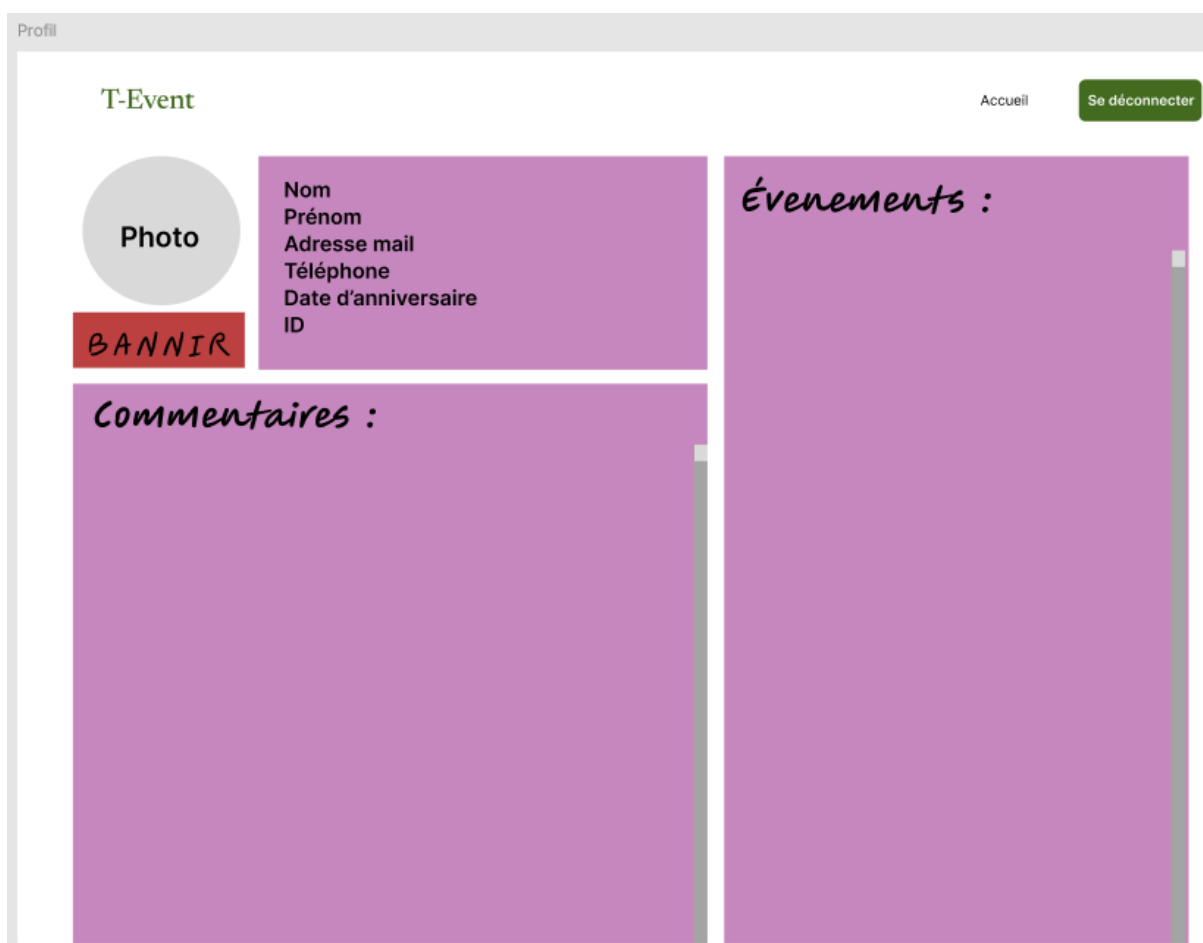 Profil
T-Event
Accueil
Se déconnecter
Photo
BANNIR
Nom
Prénom
Adresse mail
Téléphone
Date d'anniversaire
ID
Évenements :
Commentaires :